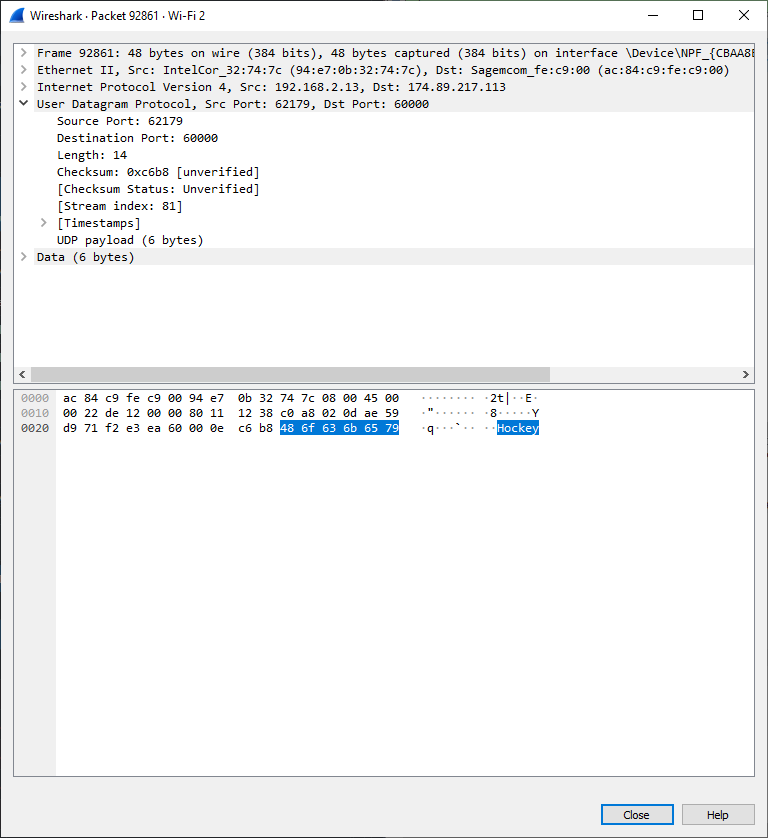 Wireshark · Packet 92861 · Wi-Fi 2
Frame 92861: 48 bytes on wire (384 bits), 48 bytes captured (384 bits) on interface \Device\NPF_{CBAA8E
Ethernet II, Src: IntelCor_32:74:7c (94:e7:0b:32:74:7c), Dst: Sagemcom_fe:c9:00 (ac:84:c9:fe:c9:00)
Internet Protocol Version 4, Src: 192.168.2.13, Dst: 174.89.217.113
User Datagram Protocol, Src Port: 62179, Dst Port: 60000
Source Port: 62179
Destination Port: 60000
Length: 14
Checksum: 0xc6b8 [unverified]
[Checksum Status: Unverified]
[Stream index: 81]
[Timestamps]
UDP payload (6 bytes)
Data (6 bytes)
0000 ac 84 c9 fe c9 00 94 e7 0b 32 74 7c 08 00 45 00 ········ ·2t|··E·
0010 00 22 de 12 00 00 80 11 12 38 c0 a8 02 0d ae 59 ·"······ ·8·····Y
0020 d9 71 f2 e3 ea 60 00 0e c6 b8 48 6f 63 6b 65 79 ·q···`·· ··Hockey
Close
Help